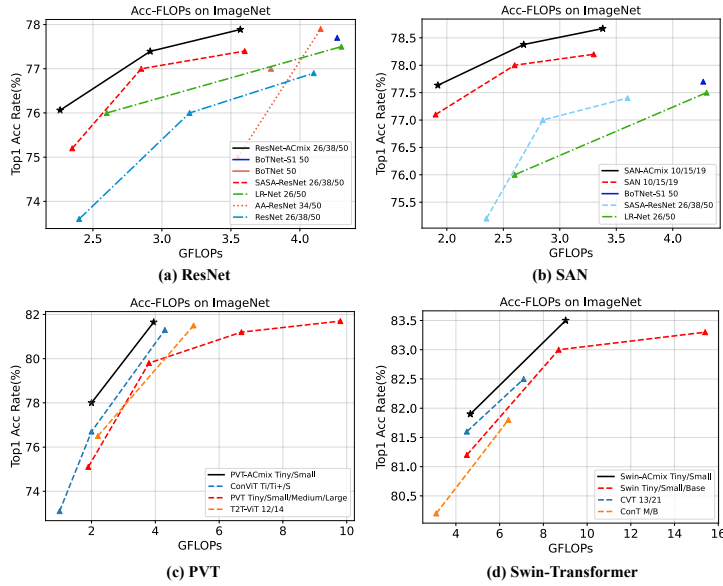 Acc-FLOPs on ImageNet
Top1 Acc Rate(%)
78
77
76
75
74
2.5
3.0
3.5
4.0
GFLOPs
ResNet-ACmix 26/38/50
BoTNet-S1 50
BoTNet 50
SASA-ResNet 26/38/50
LR-Net 26/50
AA-ResNet 34/50
ResNet 26/38/50
(a) ResNet
Acc-FLOPs on ImageNet
Top1 Acc Rate(%)
78.5
78.0
77.5
77.0
76.5
76.0
75.5
2.0
2.5
3.0
3.5
4.0
GFLOPs
SAN-ACmix 10/15/19
SAN 10/15/19
BoTNet-S1 50
SASA-ResNet 26/38/50
LR-Net 26/50
(b) SAN
Acc-FLOPs on ImageNet
Top1 Acc Rate(%)
82
80
78
76
74
2
4
6
8
10
GFLOPs
PVT-ACmix Tiny/Small
ConViT Ti/Ti+/S
PVT Tiny/Small/Medium/Large
T2T-ViT 12/14
(c) PVT
Acc-FLOPs on ImageNet
Top1 Acc Rate(%)
83.5
83.0
82.5
82.0
81.5
81.0
80.5
4
6
8
10
12
14
16
GFLOPs
Swin-ACmix Tiny/Small
Swin Tiny/Small/Base
CVT 13/21
ConT M/B
(d) Swin-Transformer